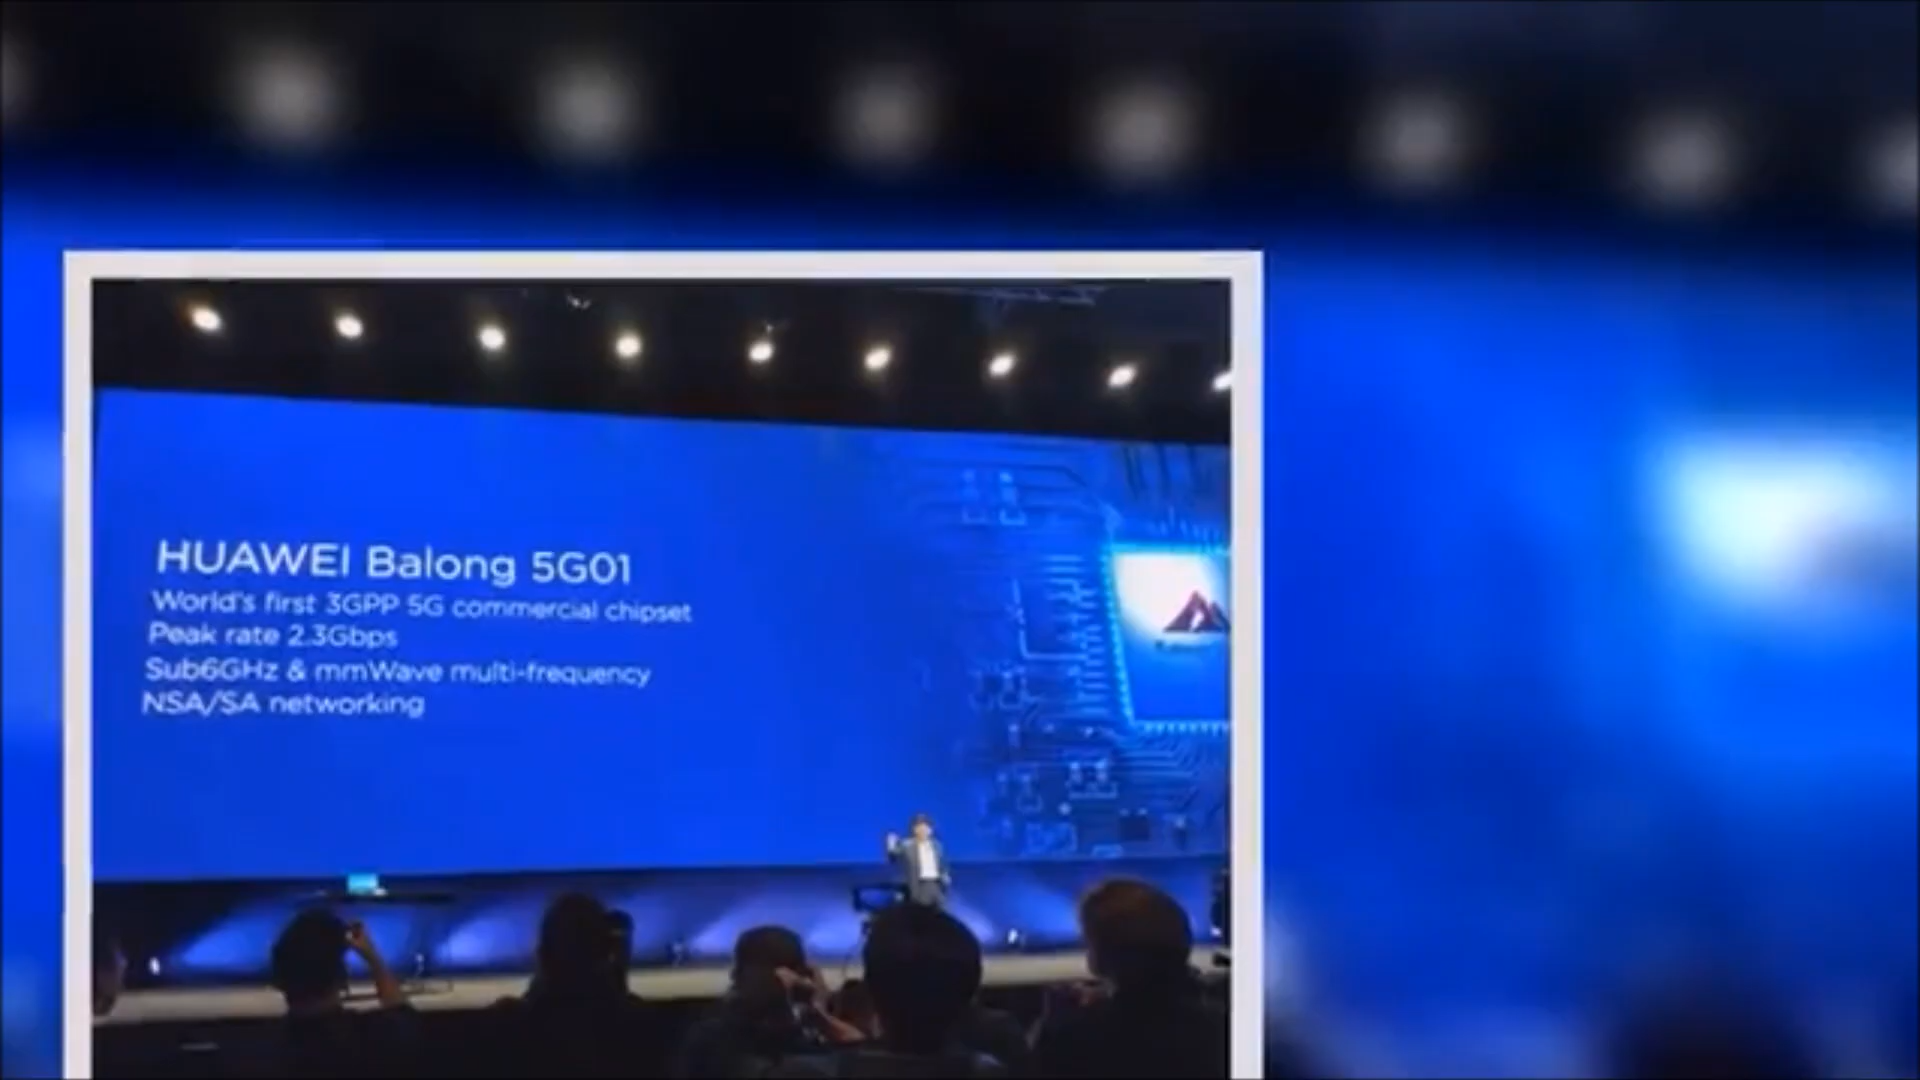 HUAWEI Balong 5G01
World's first 3GPP 5G commercial chipset
Peak rate 2.3Gbps
Sub6GHz & mmWave multi-frequency
NSA/SA networking